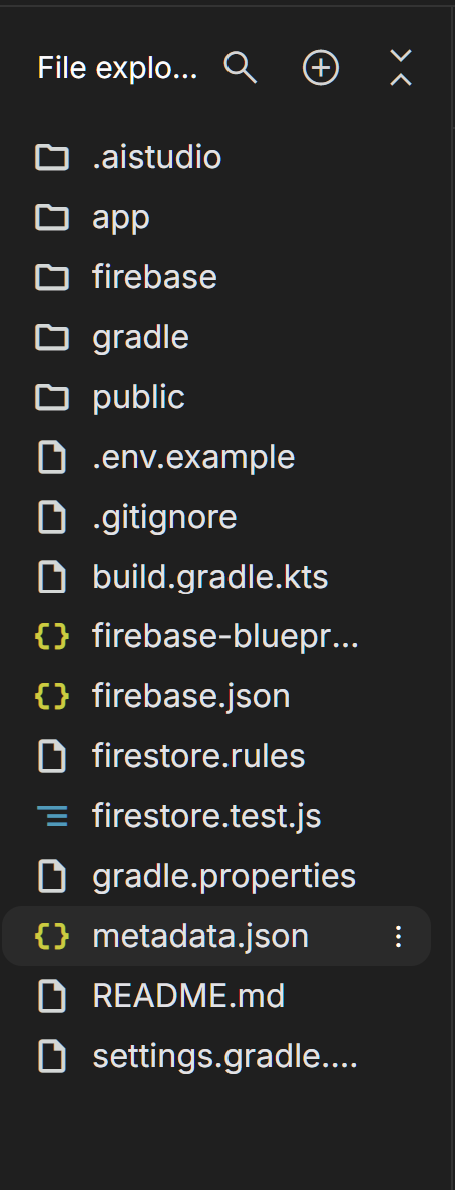 File explo...
.aistudio
app
firebase
gradle
public
.env.example
.gitignore
build.gradle.kts
firebase-bluepr...
firebase.json
firestore.rules
firestore.test.js
gradle.properties
metadata.json
README.md
settings.gradle....